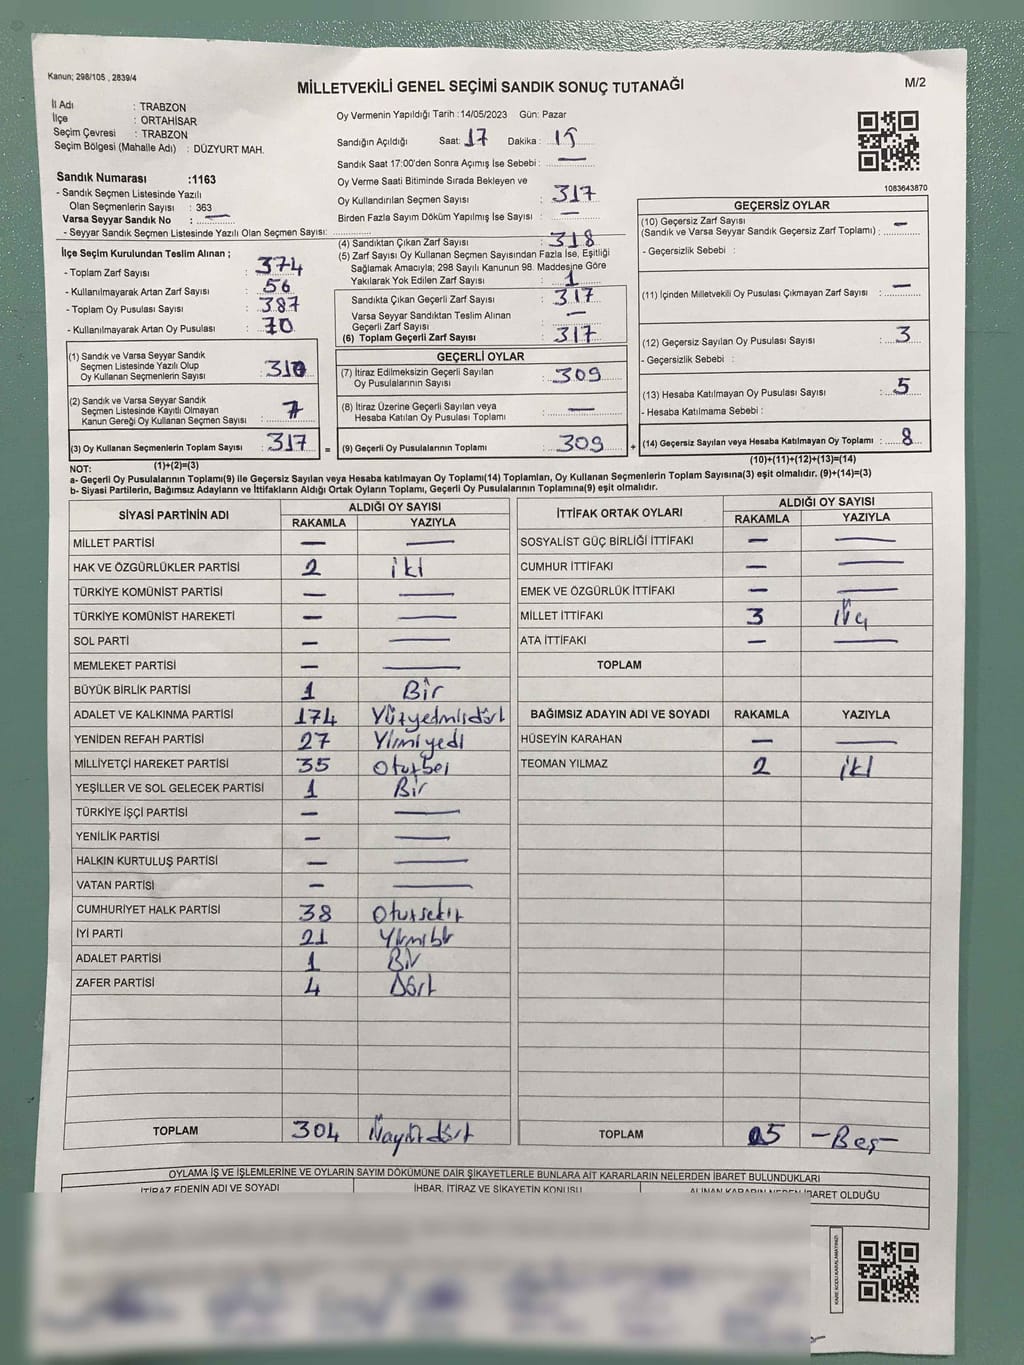 Kanun; 298/105 , 2839/4
MİLLETVEKİLİ GENEL SEÇİMİ SANDIK SONUÇ TUTANAĞI
M/2
İl Adı : TRABZON
İlçe : ORTAHİSAR
Seçim Çevresi : TRABZON
Seçim Bölgesi (Mahalle Adı) : DÜZYURT MAH.
Sandık Numarası :1163
- Sandık Seçmen Listesinde Yazılı
Olan Seçmenlerin Sayısı : 363
Varsa Seyyar Sandık No : —
- Seyyar Sandık Seçmen Listesinde Yazılı Olan Seçmen Sayısı:
Oy Vermenin Yapıldığı Tarih :14/05/2023 Gün: Pazar
Sandığın Açıldığı Saat: 17 Dakika : 15
Sandık Saat 17:00'den Sonra Açımış İse Sebebi : —
Oy Verme Saati Bitiminde Sırada Bekleyen ve
Oy Kullandırılan Seçmen Sayısı : 317
Birden Fazla Sayım Döküm Yapılmış İse Sayısı : —
1083643870
İlçe Seçim Kurulundan Teslim Alınan ;
- Toplam Zarf Sayısı : 374
- Kullanılmayarak Artan Zarf Sayısı : 56
- Toplam Oy Pusulası Sayısı : 387
- Kullanılmayarak Artan Oy Pusulası : 70
(4) Sandıktan Çıkan Zarf Sayısı : 318
(5) Zarf Sayısı Oy Kullanan Seçmen Sayısından Fazla İse, Eşitliği
Sağlamak Amacıyla; 298 Sayılı Kanunun 98. Maddesine Göre
Yakılarak Yok Edilen Zarf Sayısı : 1
Sandıkta Çıkan Geçerli Zarf Sayısı : 317
Varsa Seyyar Sandıktan Teslim Alınan
Geçerli Zarf Sayısı : —
(6) Toplam Geçerli Zarf Sayısı : 317
GEÇERSİZ OYLAR
(10) Geçersiz Zarf Sayısı
(Sandık ve Varsa Seyyar Sandık Geçersiz Zarf Toplamı) : —
- Geçersizlik Sebebi :
(11) İçinden Milletvekili Oy Pusulası Çıkmayan Zarf Sayısı : —
(12) Geçersiz Sayılan Oy Pusulası Sayısı : 3
- Geçersizlik Sebebi :
(13) Hesaba Katılmayan Oy Pusulası Sayısı : 5
- Hesaba Katılmama Sebebi :
(14) Geçersiz Sayılan veya Hesaba Katılmayan Oy Toplamı : 8
(1) Sandık ve Varsa Seyyar Sandık
Seçmen Listesinde Yazılı Olup
Oy Kullanan Seçmenlerin Sayısı : 310
(2) Sandık ve Varsa Seyyar Sandık
Seçmen Listesinde Kayıtlı Olmayan
Kanun Gereği Oy Kullanan Seçmen Sayısı : 7
(3) Oy Kullanan Seçmenlerin Toplam Sayısı : 317 =
GEÇERLİ OYLAR
(7) İtiraz Edilmeksizin Geçerli Sayılan
Oy Pusulalarının Sayısı : 309
(8) İtiraz Üzerine Geçerli Sayılan veya
Hesaba Katılan Oy Pusulası Toplamı : —
(9) Geçerli Oy Pusulalarının Toplamı : 309 +
NOT: (1)+(2)=(3)
(10)+(11)+(12)+(13)=(14)
a- Geçerli Oy Pusulalarının Toplamı(9) ile Geçersiz Sayılan veya Hesaba katılmayan Oy Toplamı(14) Toplamları, Oy Kullanan Seçmenlerin Toplam Sayısına(3) eşit olmalıdır. (9)+(14)=(3)
b- Siyasi Partilerin, Bağımsız Adayların ve İttifakların Aldığı Ortak Oyların Toplamı, Geçerli Oy Pusulalarının Toplamına(9) eşit olmalıdır.
SİYASİ PARTİNİN ADI
ALDIĞI OY SAYISI
RAKAMLA YAZIYLA
MİLLET PARTİSİ — —
HAK VE ÖZGÜRLÜKLER PARTİSİ 2 iki
TÜRKİYE KOMÜNİST PARTİSİ — —
TÜRKİYE KOMÜNİST HAREKETİ — —
SOL PARTİ — —
MEMLEKET PARTİSİ — —
BÜYÜK BİRLİK PARTİSİ 1 Bir
ADALET VE KALKINMA PARTİSİ 174 Yüzyetmişdört
YENİDEN REFAH PARTİSİ 27 Yirmiyedi
MİLLİYETÇİ HAREKET PARTİSİ 35 Otuzbeş
YEŞİLLER VE SOL GELECEK PARTİSİ 1 Bir
TÜRKİYE İŞÇİ PARTİSİ — —
YENİLİK PARTİSİ — —
HALKIN KURTULUŞ PARTİSİ — —
VATAN PARTİSİ — —
CUMHURİYET HALK PARTİSİ 38 Otuzsekiz
İYİ PARTİ 21 Yirmibir
ADALET PARTİSİ 1 Bir
ZAFER PARTİSİ 4 Dört
TOPLAM 304
İTTİFAK ORTAK OYLARI
ALDIĞI OY SAYISI
RAKAMLA YAZIYLA
SOSYALİST GÜÇ BİRLİĞİ İTTİFAKI — —
CUMHUR İTTİFAKI — —
EMEK VE ÖZGÜRLÜK İTTİFAKI — —
MİLLET İTTİFAKI 3 Üç
ATA İTTİFAKI — —
TOPLAM
BAĞIMSIZ ADAYIN ADI VE SOYADI RAKAMLA YAZIYLA
HÜSEYİN KARAHAN — —
TEOMAN YILMAZ 2 iki
TOPLAM 05 -Beş-
OYLAMA İŞ VE İŞLEMLERİNE VE OYLARIN SAYIM DÖKÜMÜNE DAİR ŞİKAYETLERLE BUNLARA AİT KARARLARIN NELERDEN İBARET BULUNDUKLARI
İTİRAZ EDENİN ADI VE SOYADI
İHBAR, İTİRAZ VE ŞİKAYETİN KONUSU
ALINAN KARARIN NEDEN İBARET OLDUĞU